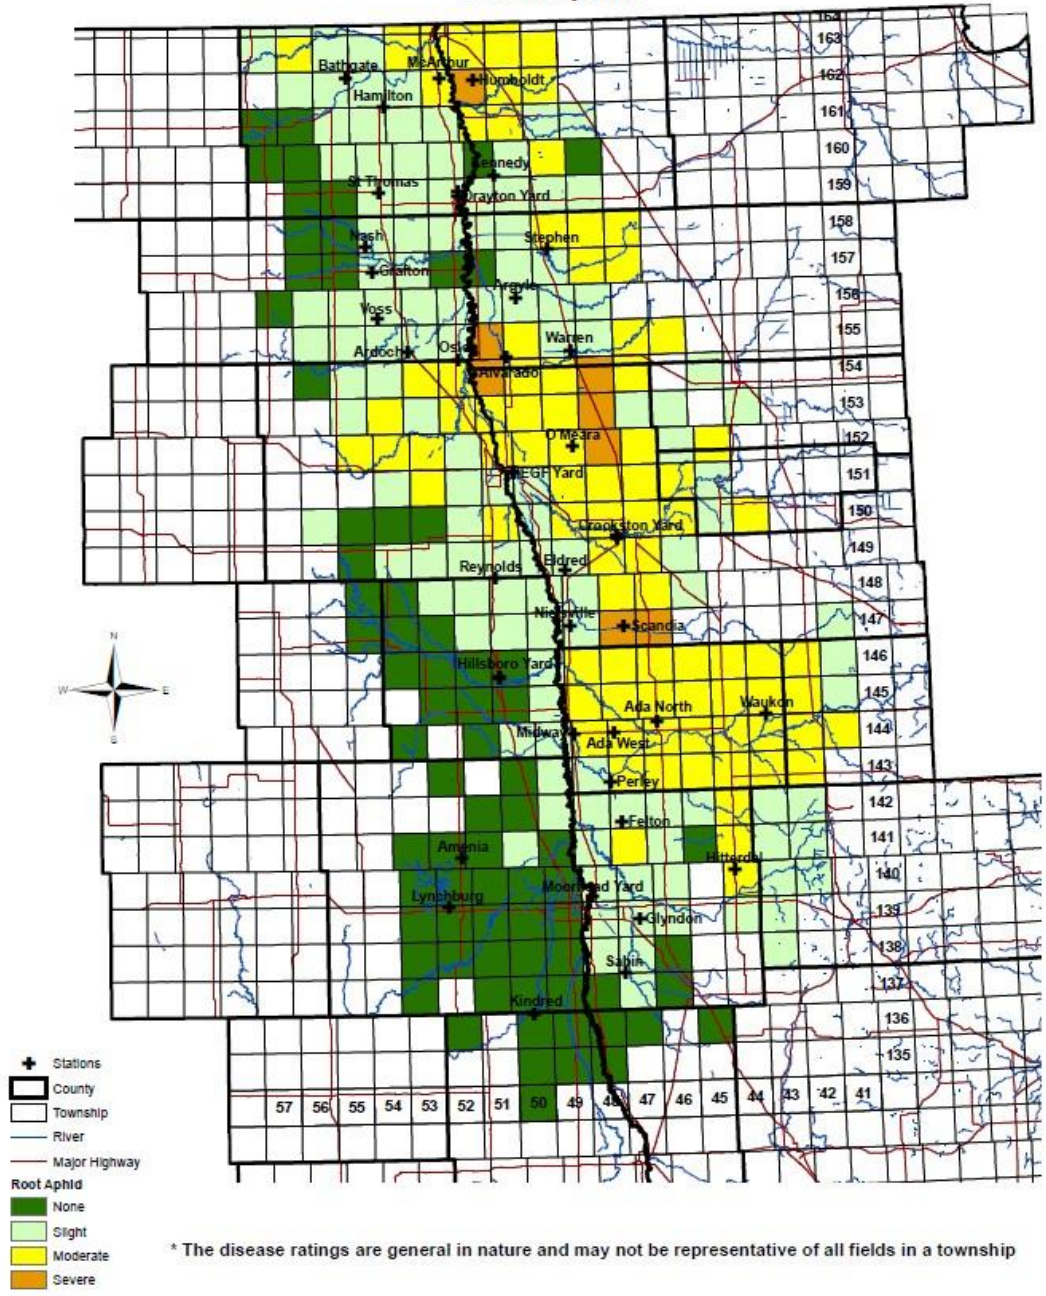 164
163
McArthur
Bathgate
Humboldt
162
Hamilton
161
160
Kennedy
159
St Thomas
Drayton Yard
158
Nash
Stephen
157
Grafton
Argyle
156
Voss
155
Warren
Ardoch
Oslo
154
Alvarado
153
O'Meara
152
EGF Yard
151
150
Crookston Yard
149
Reynolds
Eldred
148
Nielsville
Scandia
147
146
Hillsboro Yard
145
Ada North
Waukon
Midway
Ada West
144
143
Perley
142
Felton
141
Amenia
Hitterdal
140
Moorhead Yard
Lynchburg
139
Glyndon
138
Sabin
137
Kindred
136
135
57 56 55 54 53 52 51 50 49 48 47 46 45 44 43 42 41
N
W E
S
Stations
County
Township
River
Major Highway
Root Aphid
None
Slight
Moderate
Severe
* The disease ratings are general in nature and may not be representative of all fields in a township